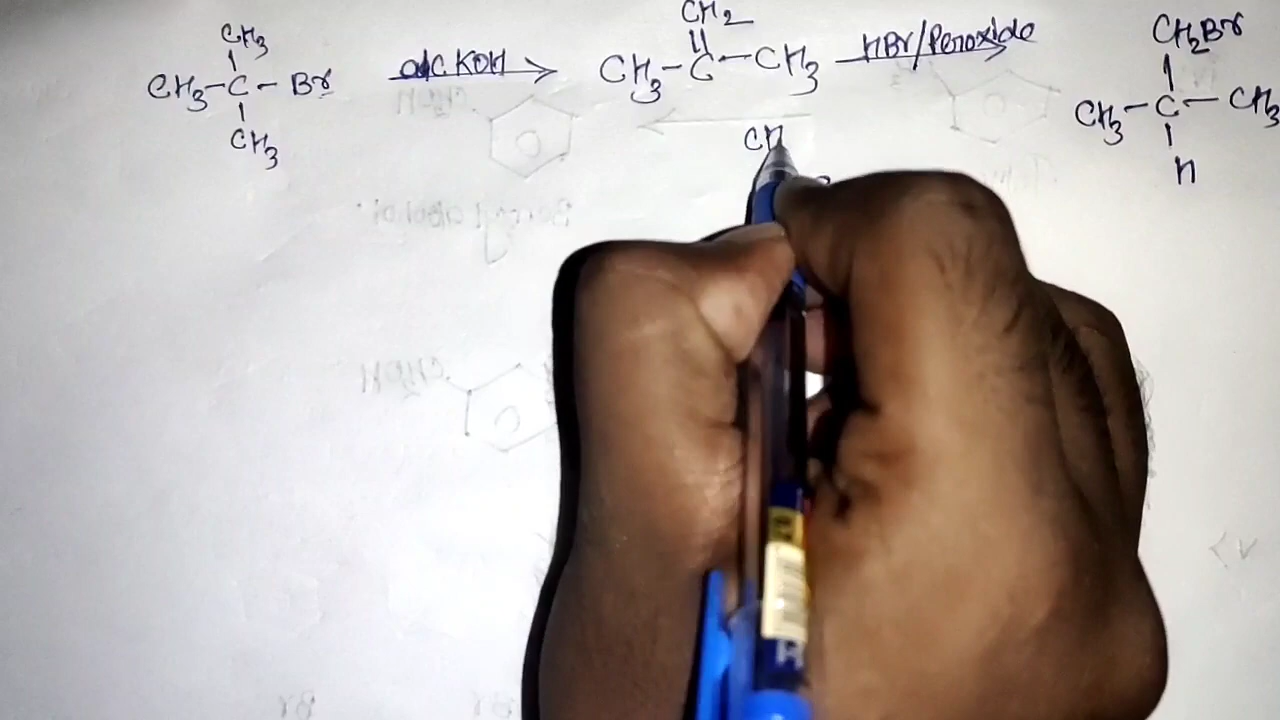 CH3 CH2 CH2Br
CH3-C-Br alc. KOH CH3-C-CH3 HBr/Peroxide CH3-C-CH3
CH3 CH H